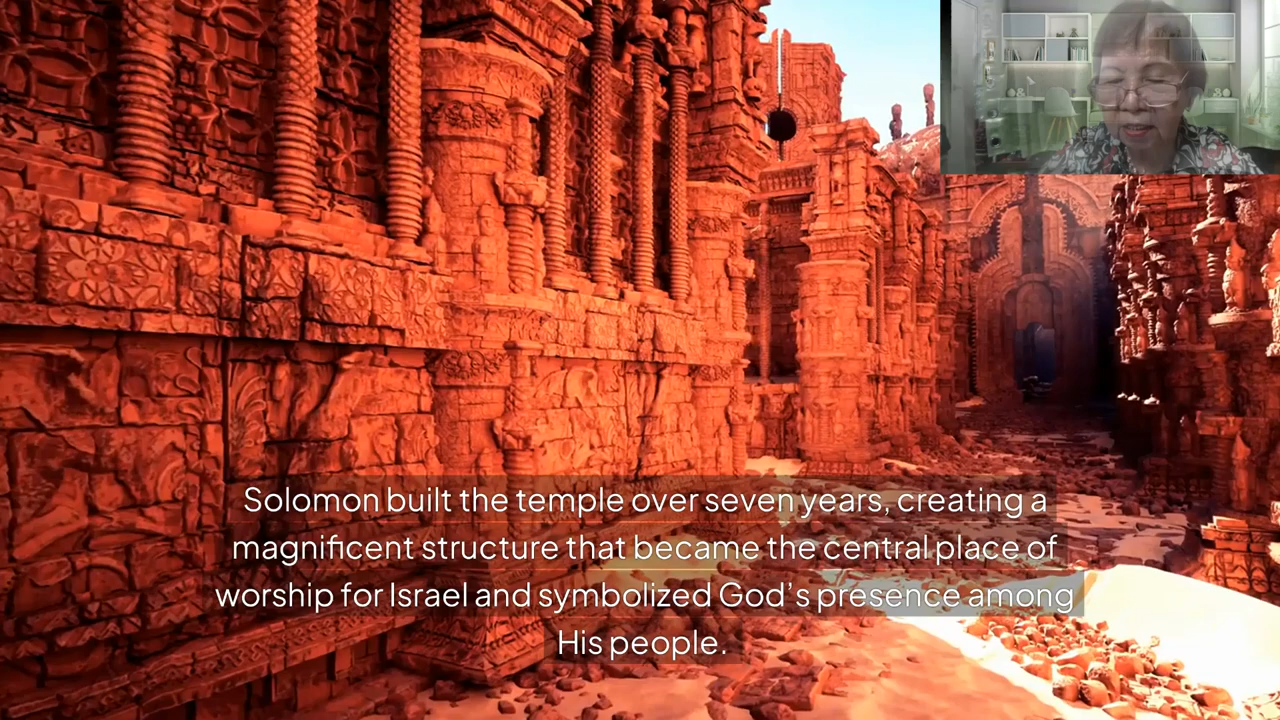 Solomon built the temple over seven years, creating a
magnificent structure that became the central place of
worship for Israel and symbolized God’s presence among
His people.